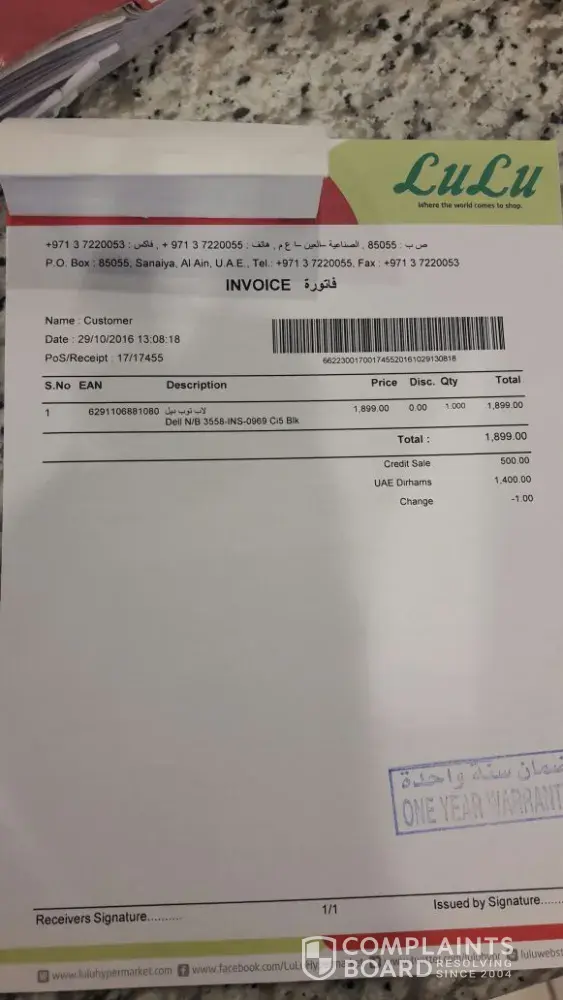 LuLu
Where the world comes to shop.
ص ب : 85055 , الصناعية -العين -ا ع م , هاتف : 7220055 3 971 + , فاكس : 7220053 3 971+
P.O. Box : 85055, Sanaiya, Al Ain, U.A.E., Tel.: +971 3 7220055, Fax : +971 3 7220053
INVOICE فاتورة
Name : Customer
Date : 29/10/2016 13:08:18
PoS/Receipt : 17/17455
66223001700174552016102913081​8
S.No EAN Description Price Disc. Qty Total
1 6291106881080 لاب توب ديل 1,899.00 0.00 1.000 1,899.00
Dell N/B 3558-INS-0969 Ci5 Blk
Total : 1,899.00
Credit Sale 500.00
UAE Dirhams 1,400.00
Change -1.00
ضمان سنة واحدة
ONE YEAR WARRANT
Receivers Signature..........
1/1
Issued by Signature......
www.luluhypermarket.com www.facebook.com/LuLuHy luluwebst
COMPLAINTS
BOARD RESOLVING
SINCE 2004